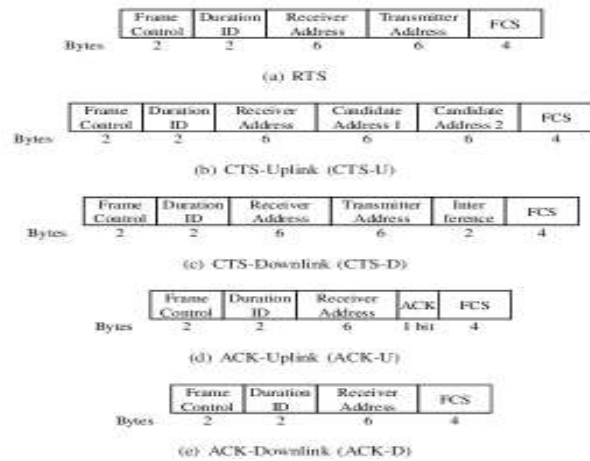 Frame Control Duration ID Receiver Address Transmitter Address FCS
Bytes 2 2 6 6 4
(a) RTS
Frame Control Duration ID Receiver Address Candidate Address 1 Candidate Address 2 FCS
Bytes 2 2 6 6 6 4
(b) CTS-Uplink (CTS-U)
Frame Control Duration ID Receiver Address Transmitter Address Inter ference FCS
Bytes 2 2 6 6 2 4
(c) CTS-Downlink (CTS-D)
Frame Control Duration ID Receiver Address ACK FCS
Bytes 2 2 6 1 bit 4
(d) ACK-Uplink (ACK-U)
Frame Control Duration ID Receiver Address FCS
Bytes 2 2 6 4
(e) ACK-Downlink (ACK-D)